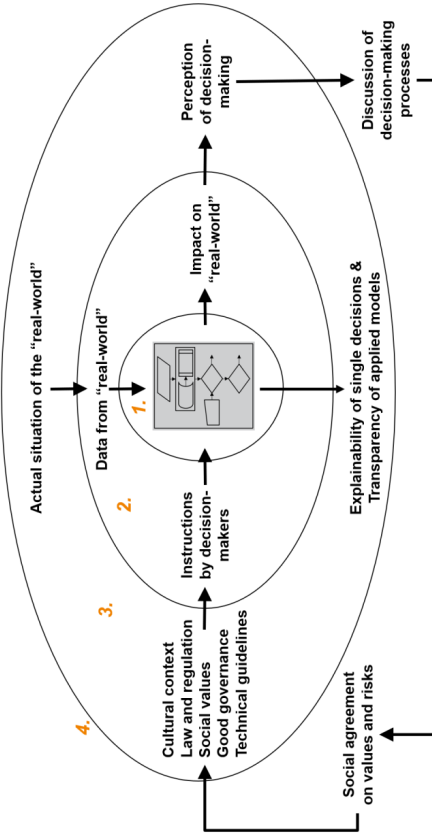 Actual situation of the “real-world”
4.
3.
Data from “real-world”
2.
1.
Cultural context
Law and regulation
Social values
Good governance
Technical guidelines
Instructions
by decision-
makers
Impact on
“real-world”
Perception
of decision-
making
Social agreement
on values and risks
Explainability of single decisions &
Transparency of applied models
Discussion of
decision-making
processes